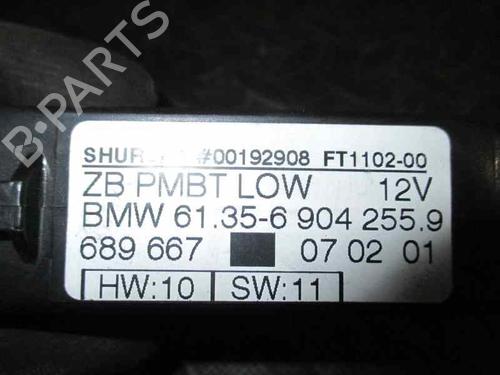 B-PARTS
#00192908 FT1102-00
ZB PMBT LOW 12V
BMW 61.35-6 904 255.9
689 667 07 02 01
HW:10 SW:11